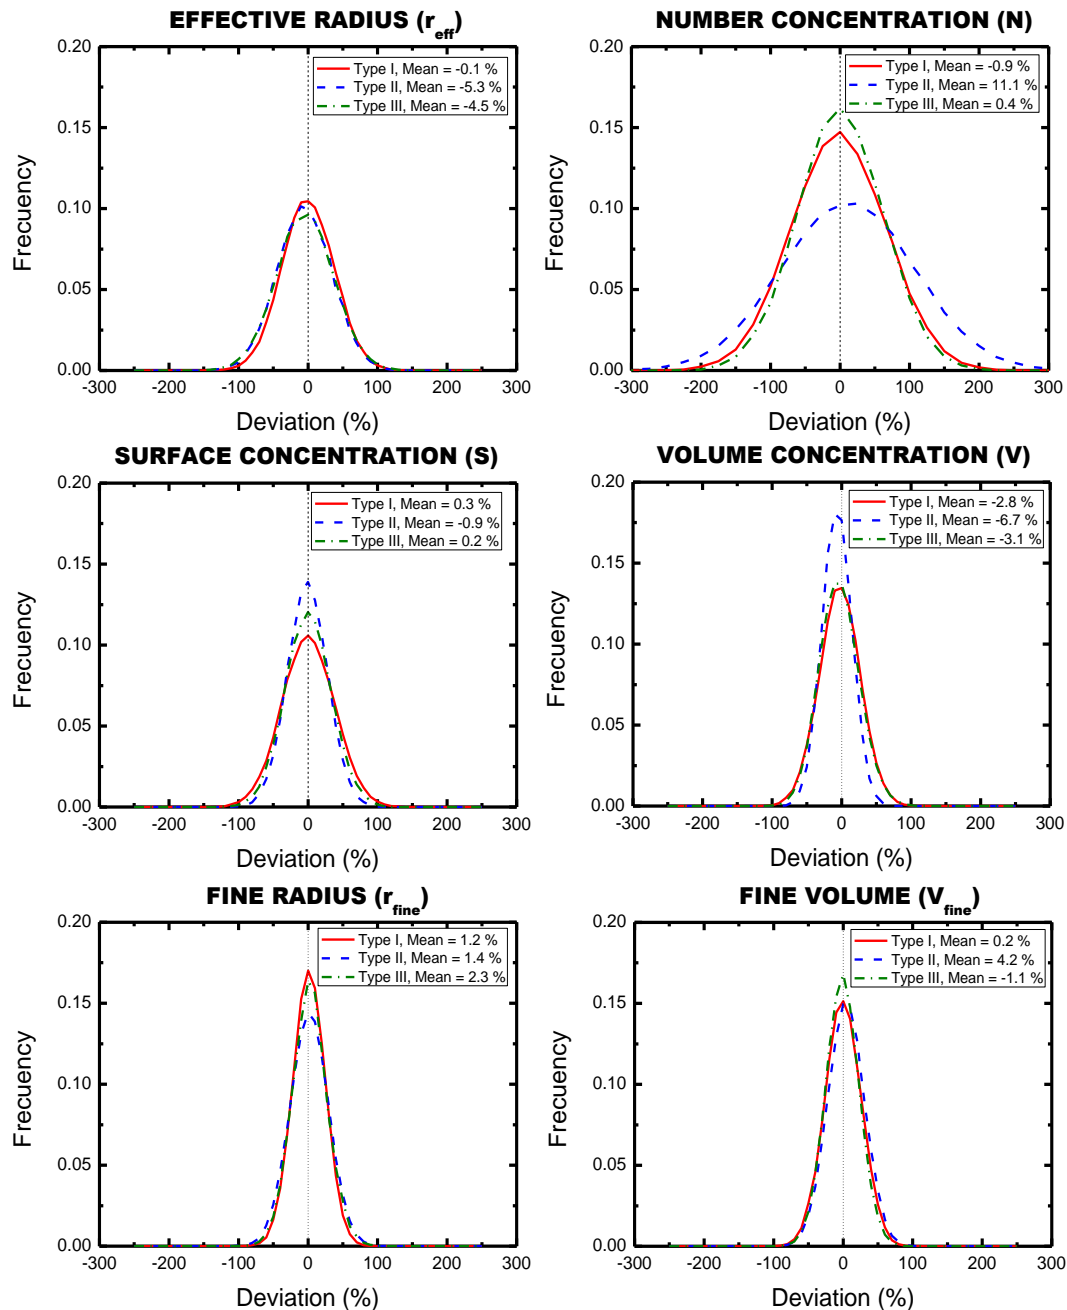 EFFECTIVE RADIUS (r_eff)
0.20
0.15
0.10
0.05
0.00
Frecuency
Type I, Mean = -0.1 %
Type II, Mean = -5.3 %
Type III, Mean = -4.5 %
-300 -200 -100 0 100 200 300
Deviation (%)
NUMBER CONCENTRATION (N)
0.20
0.15
0.10
0.05
0.00
Frecuency
Type I, Mean = -0.9 %
Type II, Mean = 11.1 %
Type III, Mean = 0.4 %
-300 -200 -100 0 100 200 300
Deviation (%)
SURFACE CONCENTRATION (S)
0.20
0.15
0.10
0.05
0.00
Frecuency
Type I, Mean = 0.3 %
Type II, Mean = -0.9 %
Type III, Mean = 0.2 %
-300 -200 -100 0 100 200 300
Deviation (%)
VOLUME CONCENTRATION (V)
0.20
0.15
0.10
0.05
0.00
Frecuency
Type I, Mean = -2.8 %
Type II, Mean = -6.7 %
Type III, Mean = -3.1 %
-300 -200 -100 0 100 200 300
Deviation (%)
FINE RADIUS (r_fine)
0.20
0.15
0.10
0.05
0.00
Frecuency
Type I, Mean = 1.2 %
Type II, Mean = 1.4 %
Type III, Mean = 2.3 %
-300 -200 -100 0 100 200 300
Deviation (%)
FINE VOLUME (V_fine)
0.20
0.15
0.10
0.05
0.00
Frecuency
Type I, Mean = 0.2 %
Type II, Mean = 4.2 %
Type III, Mean = -1.1 %
-300 -200 -100 0 100 200 300
Deviation (%)